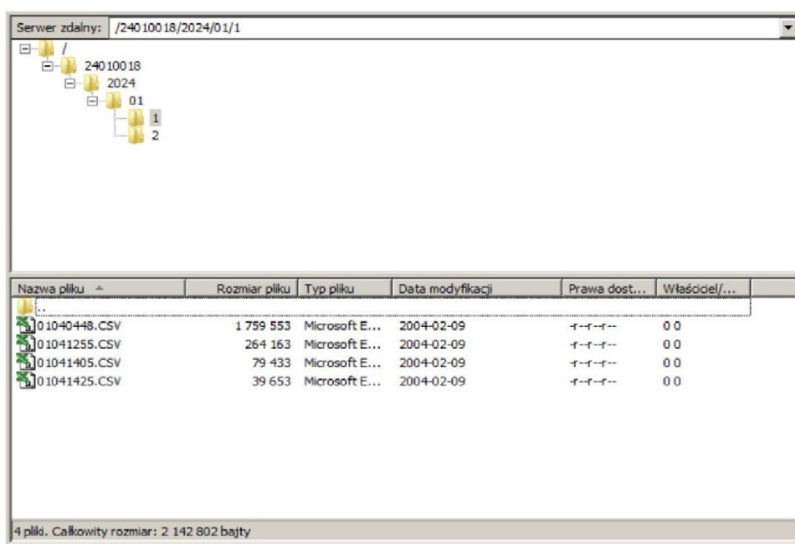 Serwer zdalny: /24010018/2024/01/1
/
24010018
2024
01
1
2
Nazwa pliku Rozmiar pliku Typ pliku Data modyfikacji Prawa dost... Właściciel/...
..
01040448.CSV 1 759 553 Microsoft E... 2004-02-09 -r--r--r-- 0 0
01041255.CSV 264 163 Microsoft E... 2004-02-09 -r--r--r-- 0 0
01041405.CSV 79 433 Microsoft E... 2004-02-09 -r--r--r-- 0 0
01041425.CSV 39 653 Microsoft E... 2004-02-09 -r--r--r-- 0 0
4 pliki. Całkowity rozmiar: 2 142 802 bajty